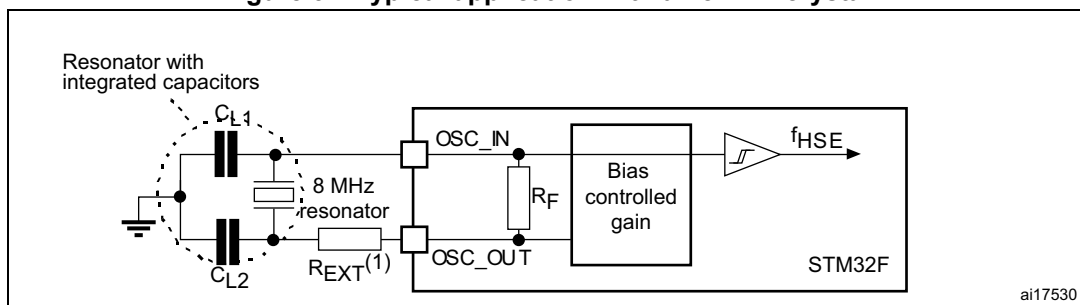 Resonator with
integrated capacitors
CL1
OSC_IN
fHSE
8 MHz
resonator
RF
Bias
controlled
gain
REXT(1)
OSC_OUT
STM32F
CL2
ai17530